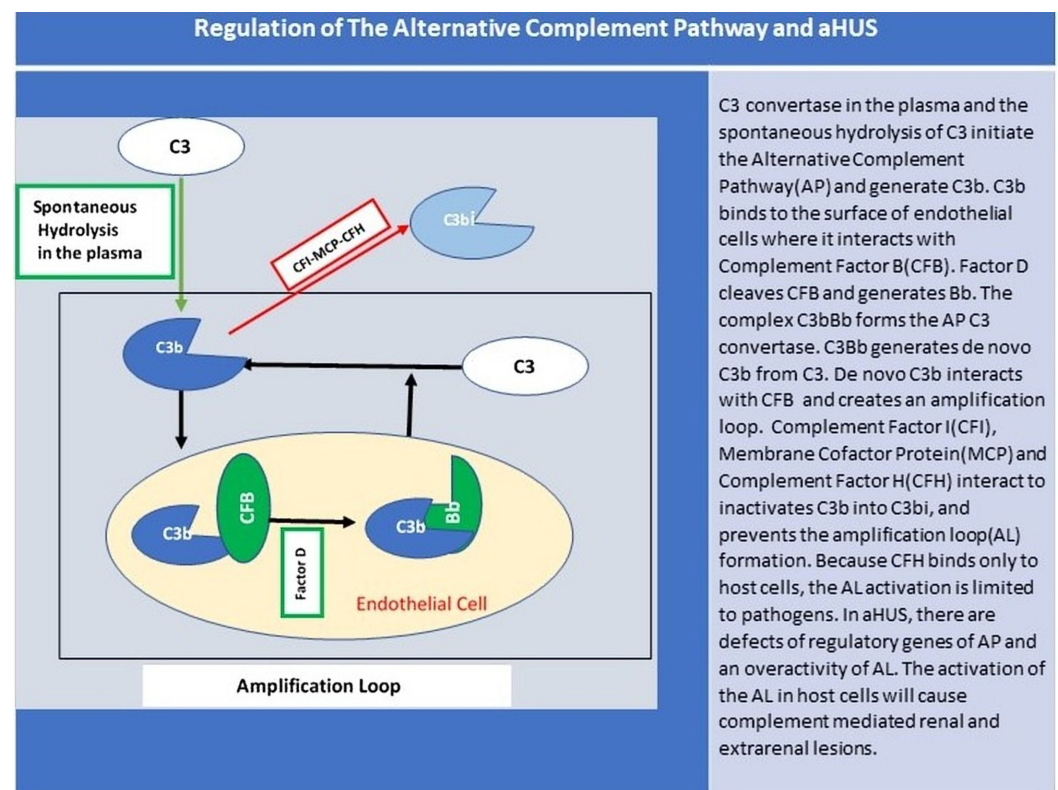 Regulation of The Alternative Complement Pathway and aHUS
C3
Spontaneous
Hydrolysis
in the plasma
CFI-MCP-CFH
C3bi
C3b
C3
C3b
CFB
Factor D
C3b
Bb
Endothelial Cell
Amplification Loop
C3 convertase in the plasma and the
spontaneous hydrolysis of C3 initiate
the Alternative Complement
Pathway(AP) and generate C3b. C3b
binds to the surface of endothelial
cells where it interacts with
Complement Factor B(CFB). Factor D
cleaves CFB and generates Bb. The
complex C3bBb forms the AP C3
convertase. C3Bb generates de novo
C3b from C3. De novo C3b interacts
with CFB and creates an amplification
loop. Complement Factor I(CFI),
Membrane Cofactor Protein(MCP) and
Complement Factor H(CFH) interact to
inactivates C3b into C3bi, and
prevents the amplification loop(AL)
formation. Because CFH binds only to
host cells, the AL activation is limited
to pathogens. In aHUS, there are
defects of regulatory genes of AP and
an overactivity of AL. The activation of
the AL in host cells will cause
complement mediated renal and
extrarenal lesions.